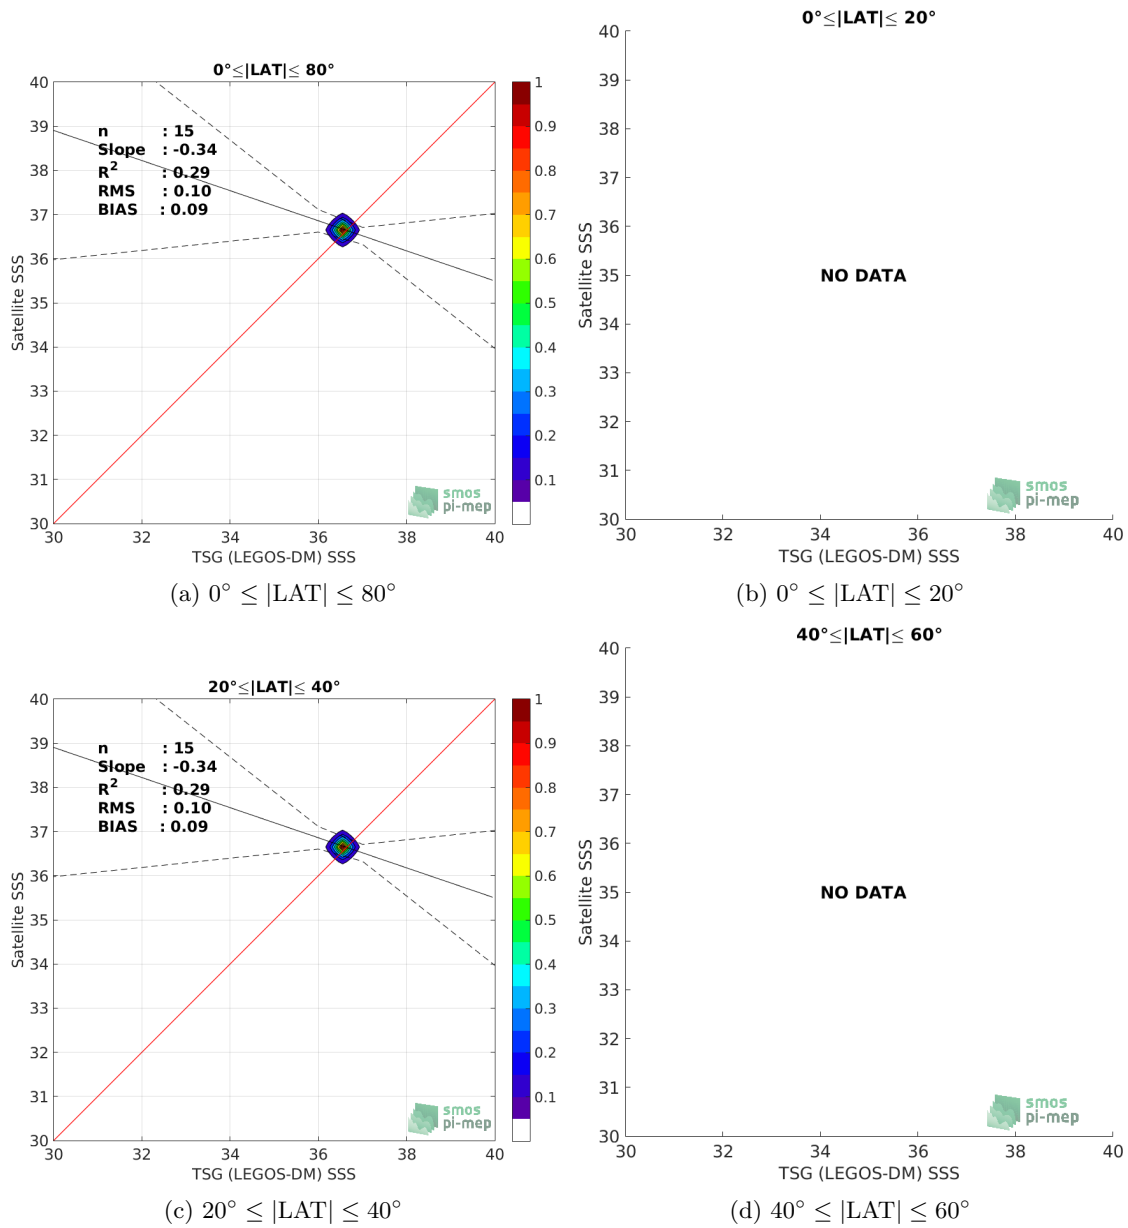 0°≤|LAT|≤ 80°
40
39
38
37
36
35
34
33
32
31
30
Satellite SSS
n : 15
Slope : -0.34
R² : 0.29
RMS : 0.10
BIAS : 0.09
1
0.9
0.8
0.7
0.6
0.5
0.4
0.3
0.2
0.1
smos
pi-mep
30 32 34 36 38 40
TSG (LEGOS-DM) SSS
(a) 0° ≤ |LAT| ≤ 80°
0°≤|LAT|≤ 20°
40
39
38
37
36
35
34
33
32
31
30
Satellite SSS
NO DATA
smos
pi-mep
30 32 34 36 38 40
TSG (LEGOS-DM) SSS
(b) 0° ≤ |LAT| ≤ 20°
20°≤|LAT|≤ 40°
40
39
38
37
36
35
34
33
32
31
30
Satellite SSS
n : 15
Slope : -0.34
R² : 0.29
RMS : 0.10
BIAS : 0.09
1
0.9
0.8
0.7
0.6
0.5
0.4
0.3
0.2
0.1
smos
pi-mep
30 32 34 36 38 40
TSG (LEGOS-DM) SSS
(c) 20° ≤ |LAT| ≤ 40°
40°≤|LAT|≤ 60°
40
39
38
37
36
35
34
33
32
31
30
Satellite SSS
NO DATA
smos
pi-mep
30 32 34 36 38 40
TSG (LEGOS-DM) SSS
(d) 40° ≤ |LAT| ≤ 60°